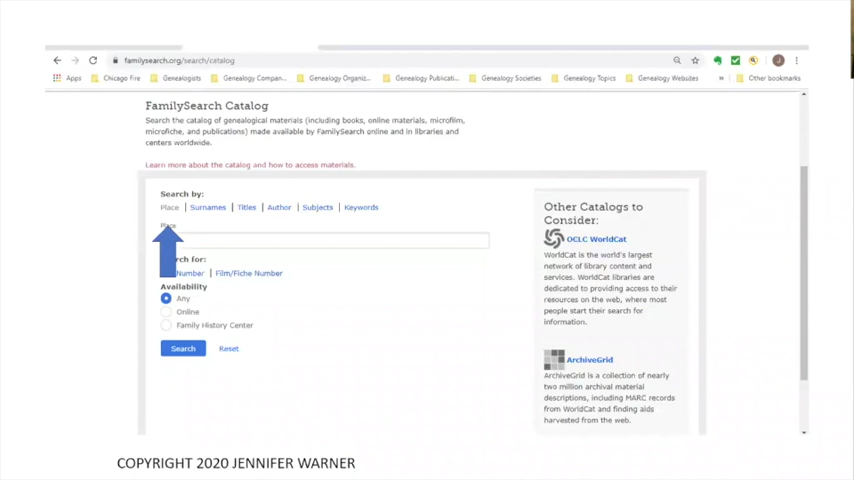 familysearch.org/search/catalog
Apps Chicago Fire Genealogists Genealogy Compan... Genealogy Organiz... Genealogy Publicati... Genealogy Societies Genealogy Topics Genealogy Websites » Other bookmarks
FamilySearch Catalog
Search the catalog of genealogical materials (including books, online materials, microfilm,
microfiche, and publications) made available by FamilySearch online and in libraries and
centers worldwide.
Learn more about the catalog and how to access materials.
Search by:
Place | Surnames | Titles | Author | Subjects | Keywords
Place
for:
Number | Film/Fiche Number
Availability
Any
Online
Family History Center
Search Reset
Other Catalogs to
Consider:
OCLC WorldCat
WorldCat is the world's largest
network of library content and
services. WorldCat libraries are
dedicated to providing access to their
resources on the web, where most
people start their search for
information.
ArchiveGrid
ArchiveGrid is a collection of nearly
two million archival material
descriptions, including MARC records
from WorldCat and finding aids
harvested from the web.
COPYRIGHT 2020 JENNIFER WARNER